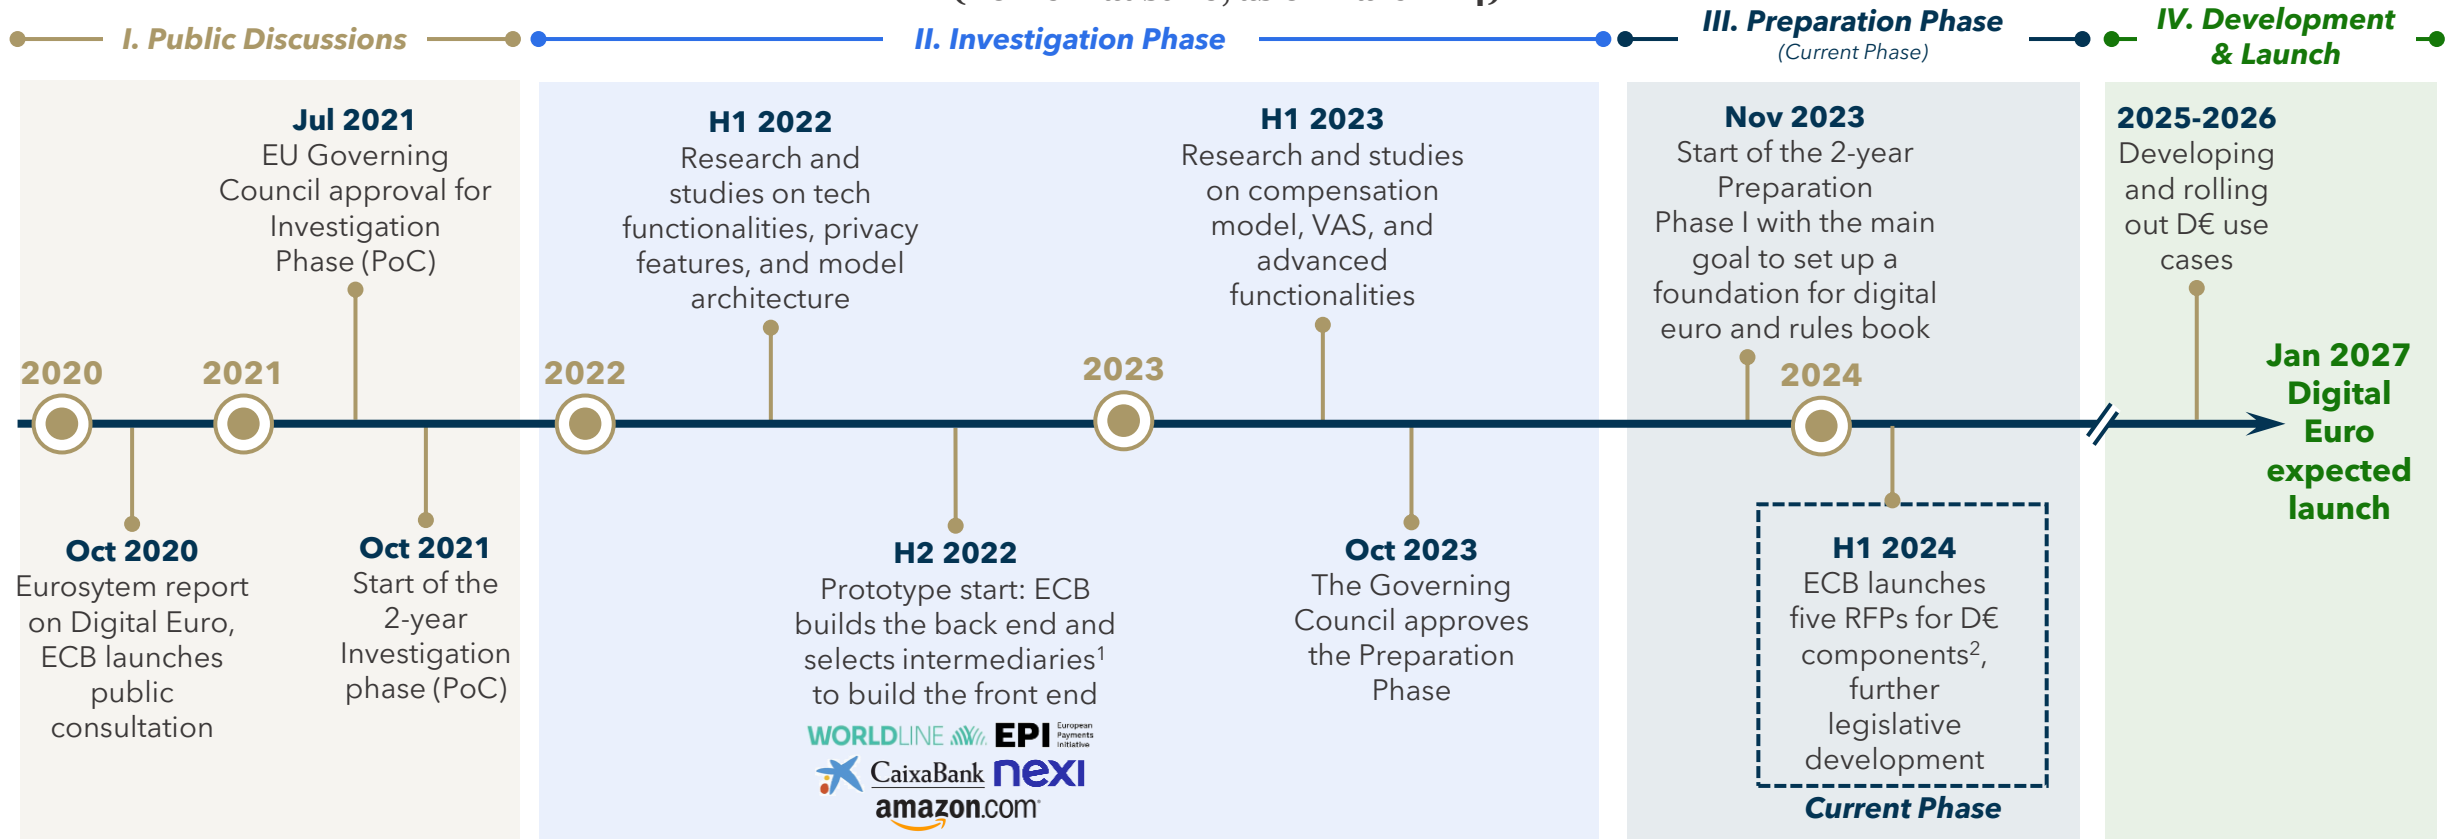 I. Public Discussions
II. Investigation Phase
III. Preparation Phase
(Current Phase)
IV. Development
& Launch
Jul 2021
EU Governing
Council approval for
Investigation
Phase (PoC)
H1 2022
Research and
studies on tech
functionalities, privacy
features, and model
architecture
H1 2023
Research and studies
on compensation
model, VAS, and
advanced
functionalities
Nov 2023
Start of the 2-year
Preparation
Phase I with the main
goal to set up a
foundation for digital
euro and rules book
2025-2026
Developing
and rolling
out D€ use
cases
2020
2021
2022
2023
2024
Jan 2027
Digital
Euro
expected
launch
Oct 2020
Eurosytem report
on Digital Euro,
ECB launches
public
consultation
Oct 2021
Start of the
2-year
Investigation
phase (PoC)
H2 2022
Prototype start: ECB
builds the back end and
selects intermediaries¹
to build the front end
WORLDLINE
EPI European
Payments
Initiative
CaixaBank
nexi
amazon.com
Oct 2023
The Governing
Council approves
the Preparation
Phase
H1 2024
ECB launches
five RFPs for D€
components²,
further
legislative
development
Current Phase